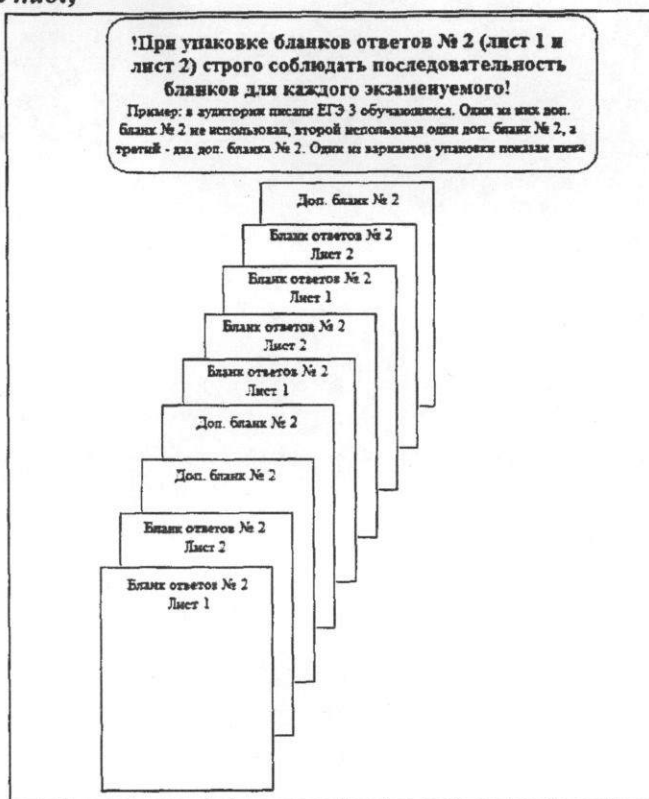 !При упаковке бланков ответов № 2 (лист 1 и
лист 2) строго соблюдать последовательность
бланков для каждого экзаменуемого!
Пример: в аудитории писали ЕГЭ 3 обучающихся. Один из них доп.
бланк № 2 не использовал, второй использовал один доп. бланк № 2, а
третий - два доп. бланка № 2. Один из вариантов упаковки показан ниже
Доп. бланк № 2
Бланк ответов № 2
Лист 2
Бланк ответов № 2
Лист 1
Бланк ответов № 2
Лист 2
Бланк ответов № 2
Лист 1
Доп. бланк № 2
Доп. бланк № 2
Бланк ответов № 2
Лист 2
Бланк ответов № 2
Лист 1